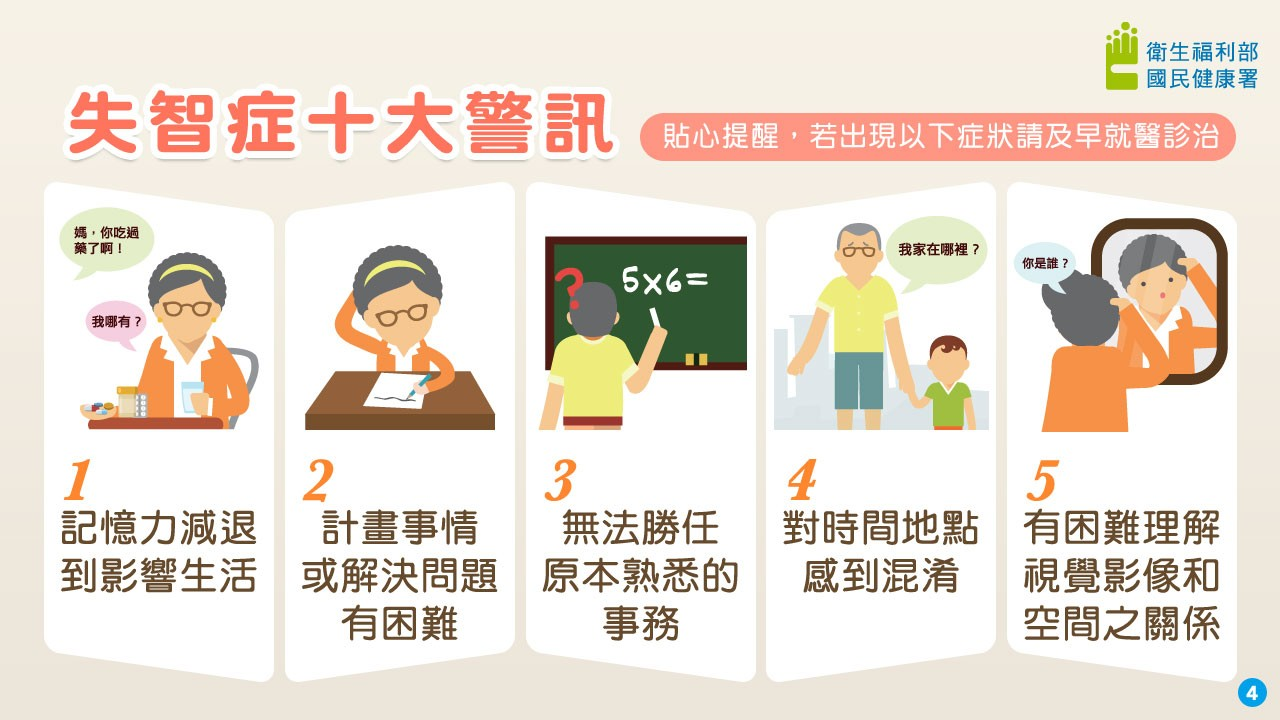 衛生福利部
國民健康署
失智症十大警訊
貼心提醒，若出現以下症狀請及早就醫診治
媽，你吃過
藥了啊！
我哪有？
1
記憶力減退
到影響生活
2
計畫事情
或解決問題
有困難
?
5x6=
3
無法勝任
原本熟悉的
事務
我家在哪裡？
4
對時間地點
感到混淆
你是誰？
5
有困難理解
視覺影像和
空間之關係
4